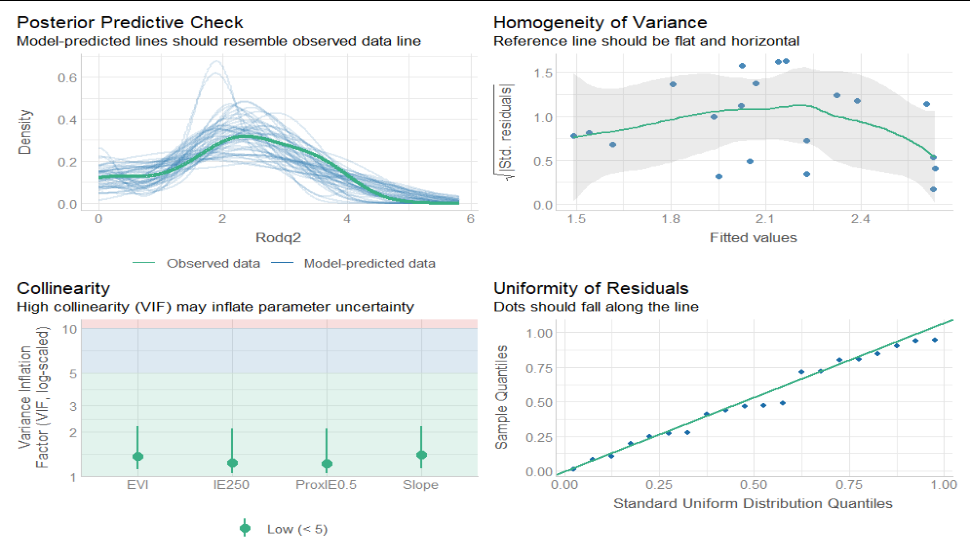 Posterior Predictive Check
Model-predicted lines should resemble observed data line
Density
0.6
0.4
0.2
0.0
0
2
4
Rodq2
Observed data
Model-predicted data
Homogeneity of Variance
Reference line should be flat and horizontal
√|Std. residuals|
1.5
1.0
0.5
0.0
1.5
1.8
2.1
2.4
Fitted values
Collinearity
High collinearity (VIF) may inflate parameter uncertainty
Variance Inflation
Factor (VIF, log-scaled)
10
5
3
2
1
EVI
IE250
ProxIE0.5
Slope
Low (< 5)
Uniformity of Residuals
Dots should fall along the line
Sample Quantiles
1.00
0.75
0.50
0.25
0.00
0.00
0.25
0.50
0.75
1.00
Standard Uniform Distribution Quantiles